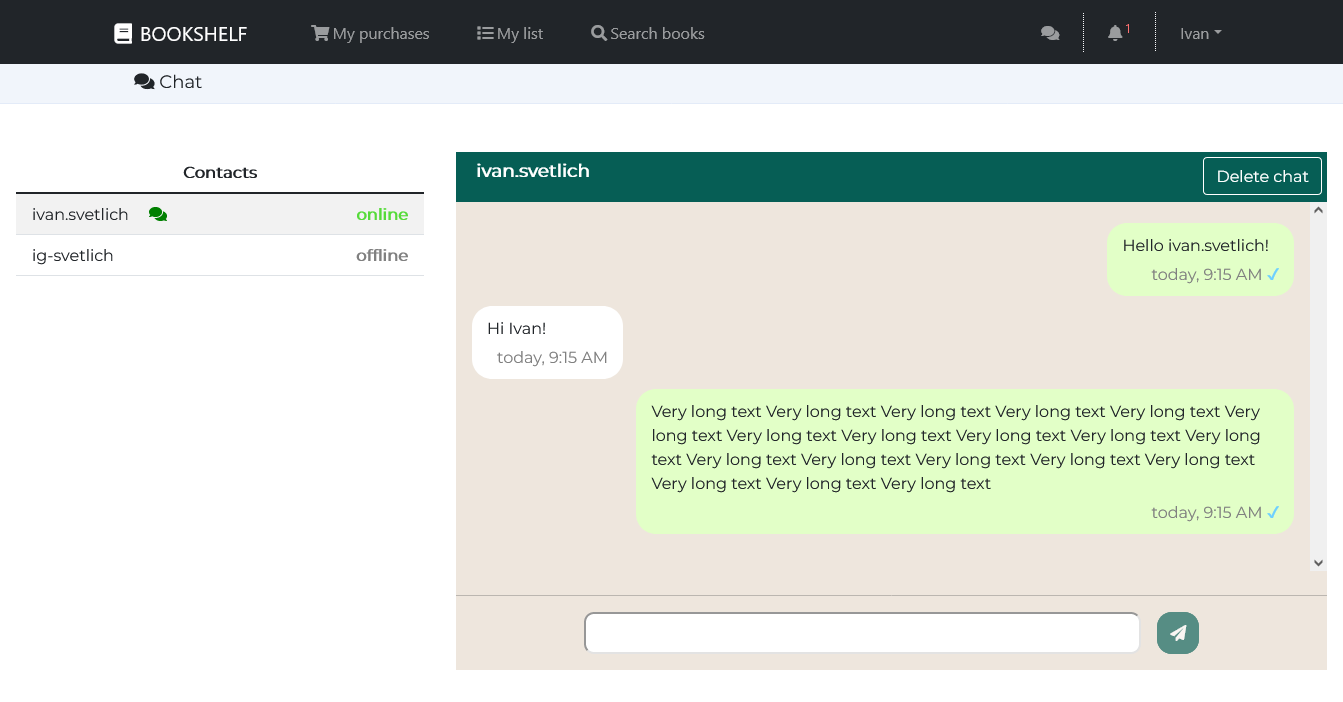 BOOKSHELF My purchases My list Search books 1 Ivan
Chat
Contacts
ivan.svetlich online
ig-svetlich offline
ivan.svetlich Delete chat
Hello ivan.svetlich!
today, 9:15 AM
Hi Ivan!
today, 9:15 AM
Very long text Very long text Very long text Very long text Very long text Very
long text Very long text Very long text Very long text Very long text Very long
text Very long text Very long text Very long text Very long text Very long text
Very long text Very long text Very long text
today, 9:15 AM